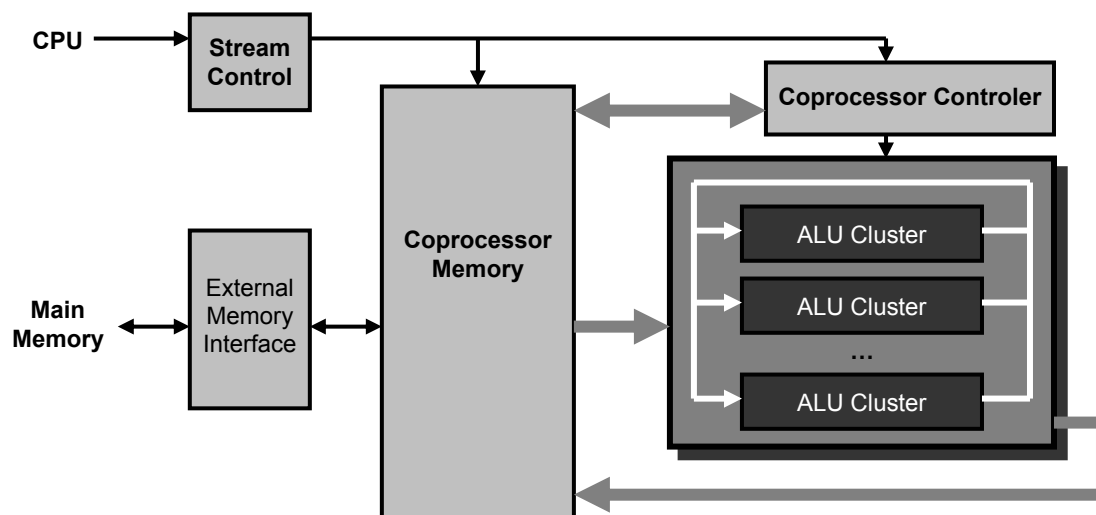 CPU
Stream
Control
Coprocessor Controler
Coprocessor
Memory
Main
Memory
External
Memory
Interface
ALU Cluster
ALU Cluster
...
ALU Cluster